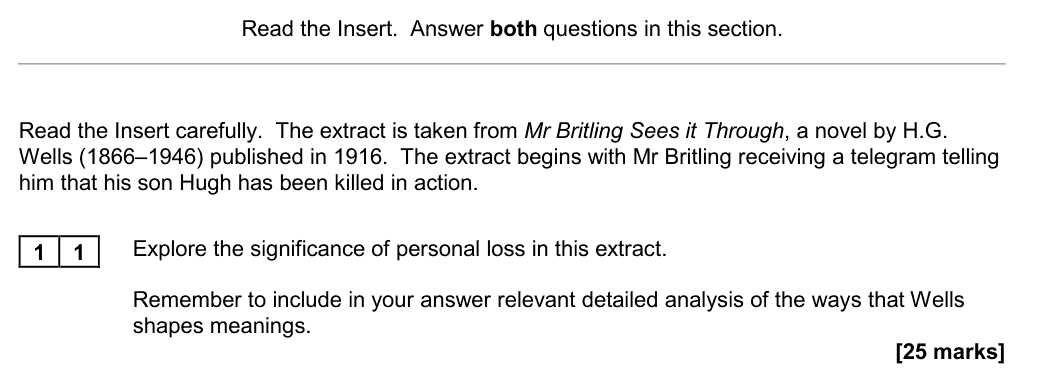 Read the Insert.  Answer both questions in this section.
Read the Insert carefully.  The extract is taken from Mr Britling Sees it Through, a novel by H.G.
Wells (1866–1946) published in 1916.  The extract begins with Mr Britling receiving a telegram telling
him that his son Hugh has been killed in action.
1 1 Explore the significance of personal loss in this extract.
Remember to include in your answer relevant detailed analysis of the ways that Wells
shapes meanings.
[25 marks]